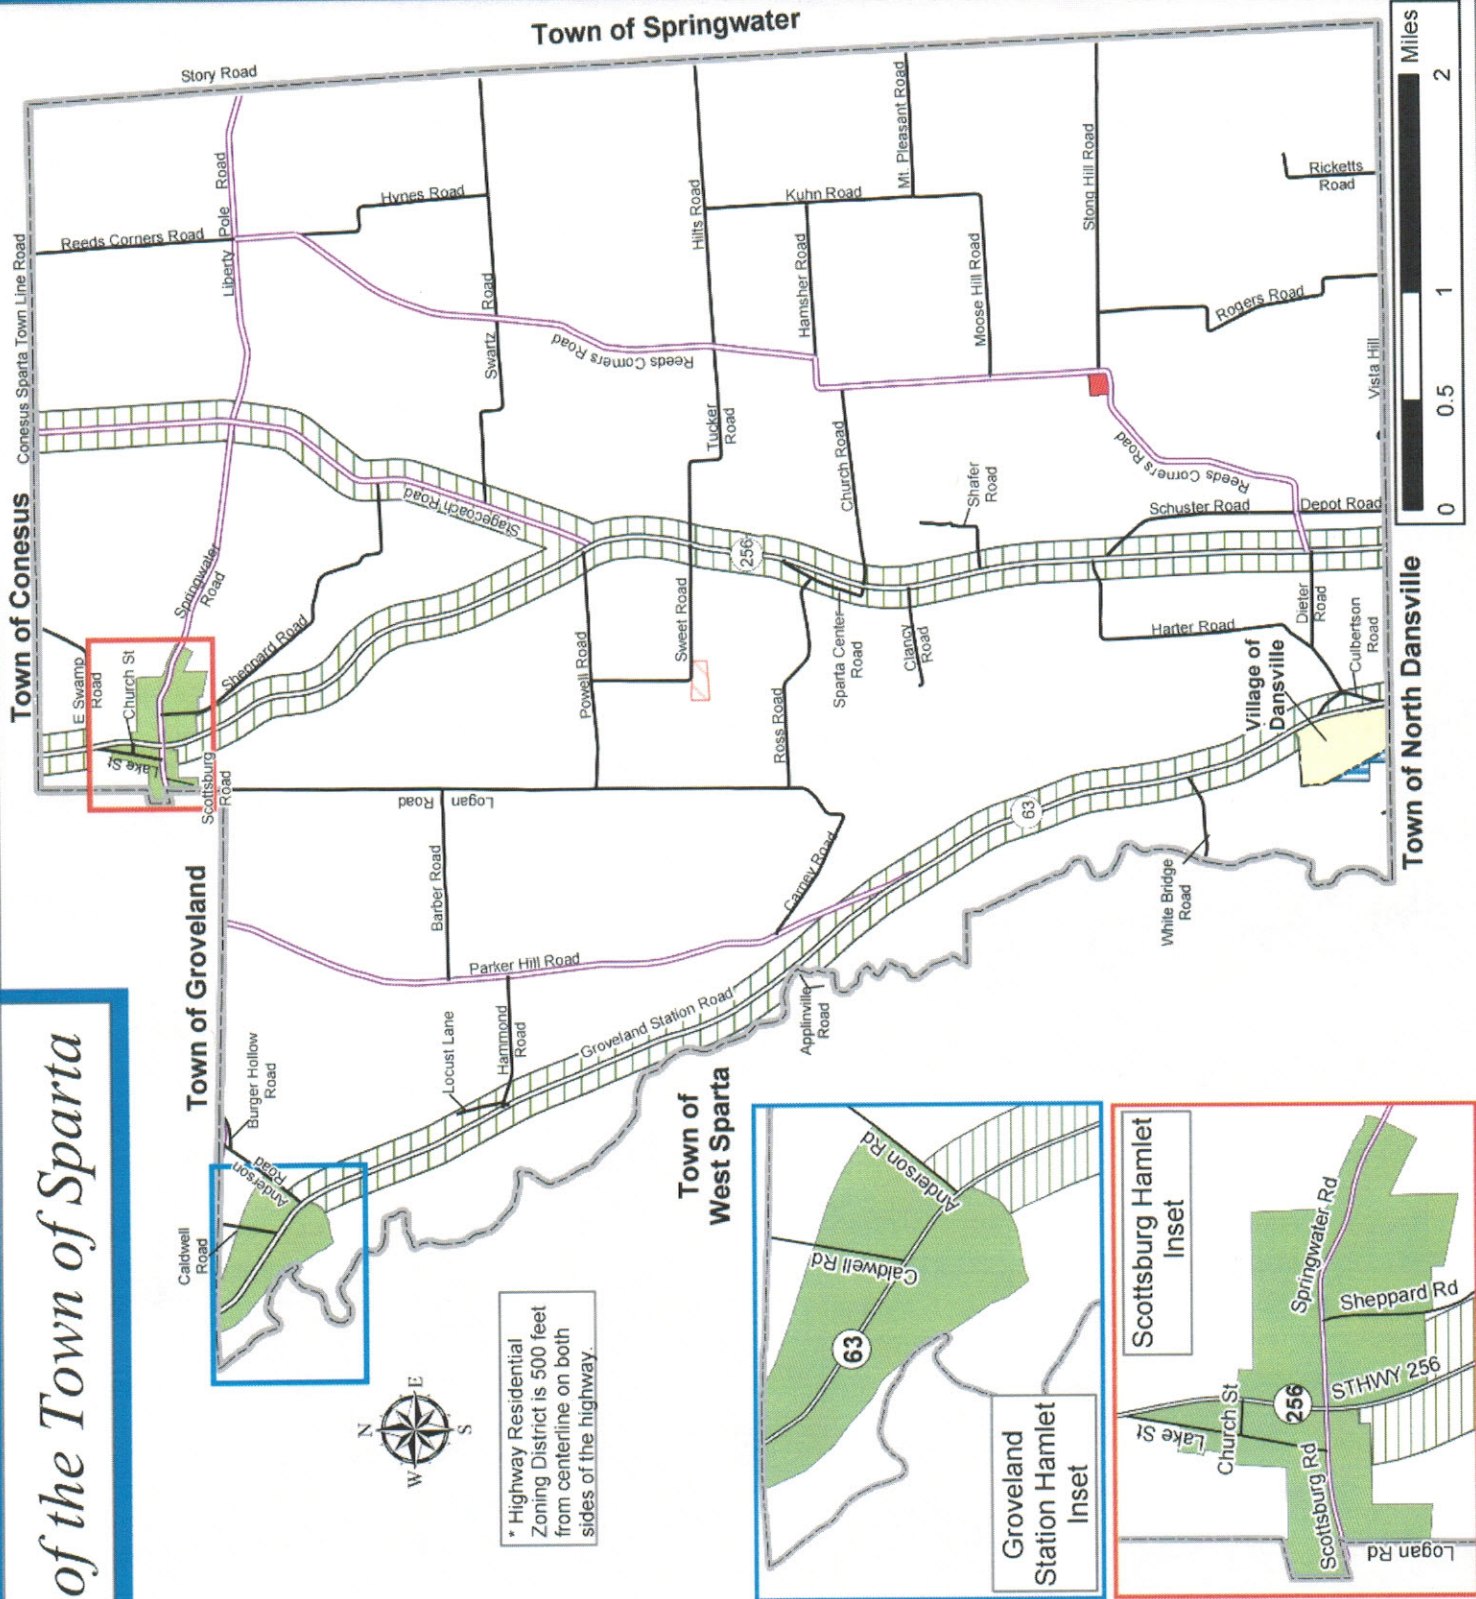 of the Town of Sparta
Town of Conesus
Conesus Sparta Town Line Road
Town of Springwater
Story Road
Reeds Corners Road
Liberty Pole Road
Hynes Road
Swartz Road
Reeds Corners Road
Hilts Road
Tucker
Road
Kuhn Road
Hamsher Road
Mt. Pleasant Road
Moose Hill Road
Stong Hill Road
Ricketts
Road
Rogers Road
Vista Hill
Reeds Corners Road
Church Road
Shafer
Road
Schuster Road
Depot Road
Stagecoach Road
256
Springwater
Road
Sheppard Road
E Swamp
Road
Church St
Lake St
Scottsburg
Road
Powell Road
Sweet Road
Ross Road
Sparta Center
Road
Clancy
Road
Harter Road
Dieter
Road
Culbertson
Road
Village of
Dansville
Town of North Dansville
Town of Groveland
Logan
Road
Barber Road
Carney Road
63
White Bridge
Road
Parker Hill Road
Hammond
Road
Locust Lane
Groveland Station Road
Applinville
Road
Burger Hollow
Road
Anderson
Road
Caldwell
Road
Town of
West Sparta
N
E
S
W
* Highway Residential
Zoning District is 500 feet
from centerline on both
sides of the highway.
Anderson Rd
Caldwell Rd
63
Groveland
Station Hamlet
Inset
Scottsburg Hamlet
Inset
Springwater Rd
Sheppard Rd
STHWY 256
256
Church St
Lake St
Scottsburg Rd
Logan Rd
0 0.5 1 2
Miles